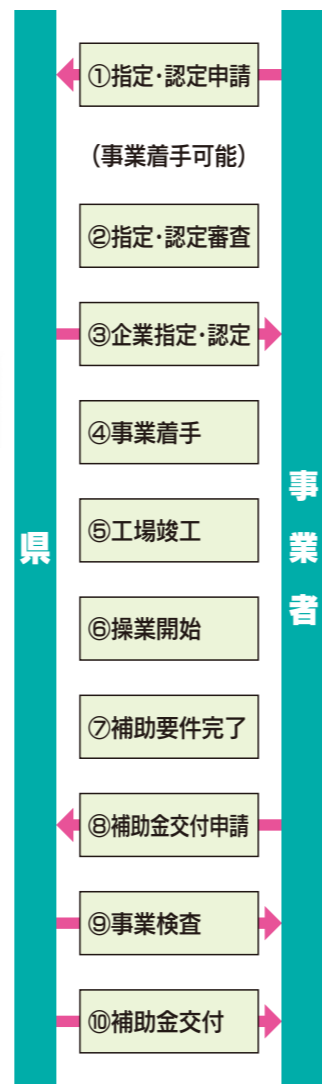 ①指定・認定申請
（事業着手可能）
②指定・認定審査
③企業指定・認定
④事業着手
⑤工場竣工
⑥操業開始
⑦補助要件完了
⑧補助金交付申請
⑨事業検査
⑩補助金交付
県
事業者